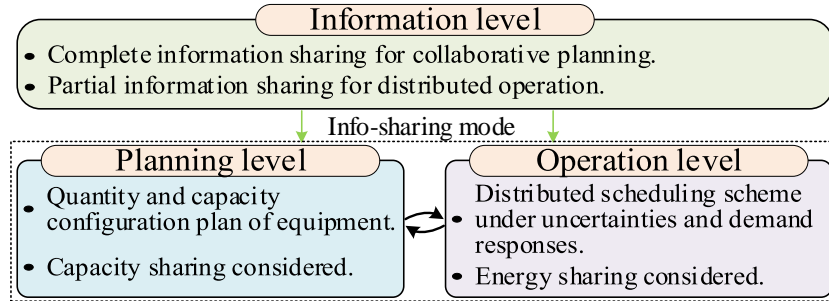 Information level
• Complete information sharing for collaborative planning.
• Partial information sharing for distributed operation.
Info-sharing mode
Planning level
• Quantity and capacity
configuration plan of equipment.
• Capacity sharing considered.
Operation level
• Distributed scheduling scheme
under uncertainties and demand
responses.
• Energy sharing considered.